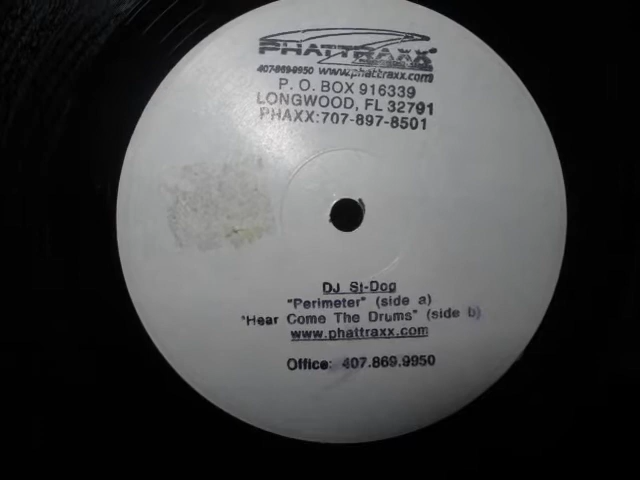 PHATTRAXX
407-869-9950 www.phattraxx.com
P. O. BOX 916339
LONGWOOD, FL 32791
PHAXX:707-897-8501
DJ SI-Dog
"Perimeter" (side a)
"Hear Come The Drums" (side b)
www.phattraxx.com
Office: 407.869.9950